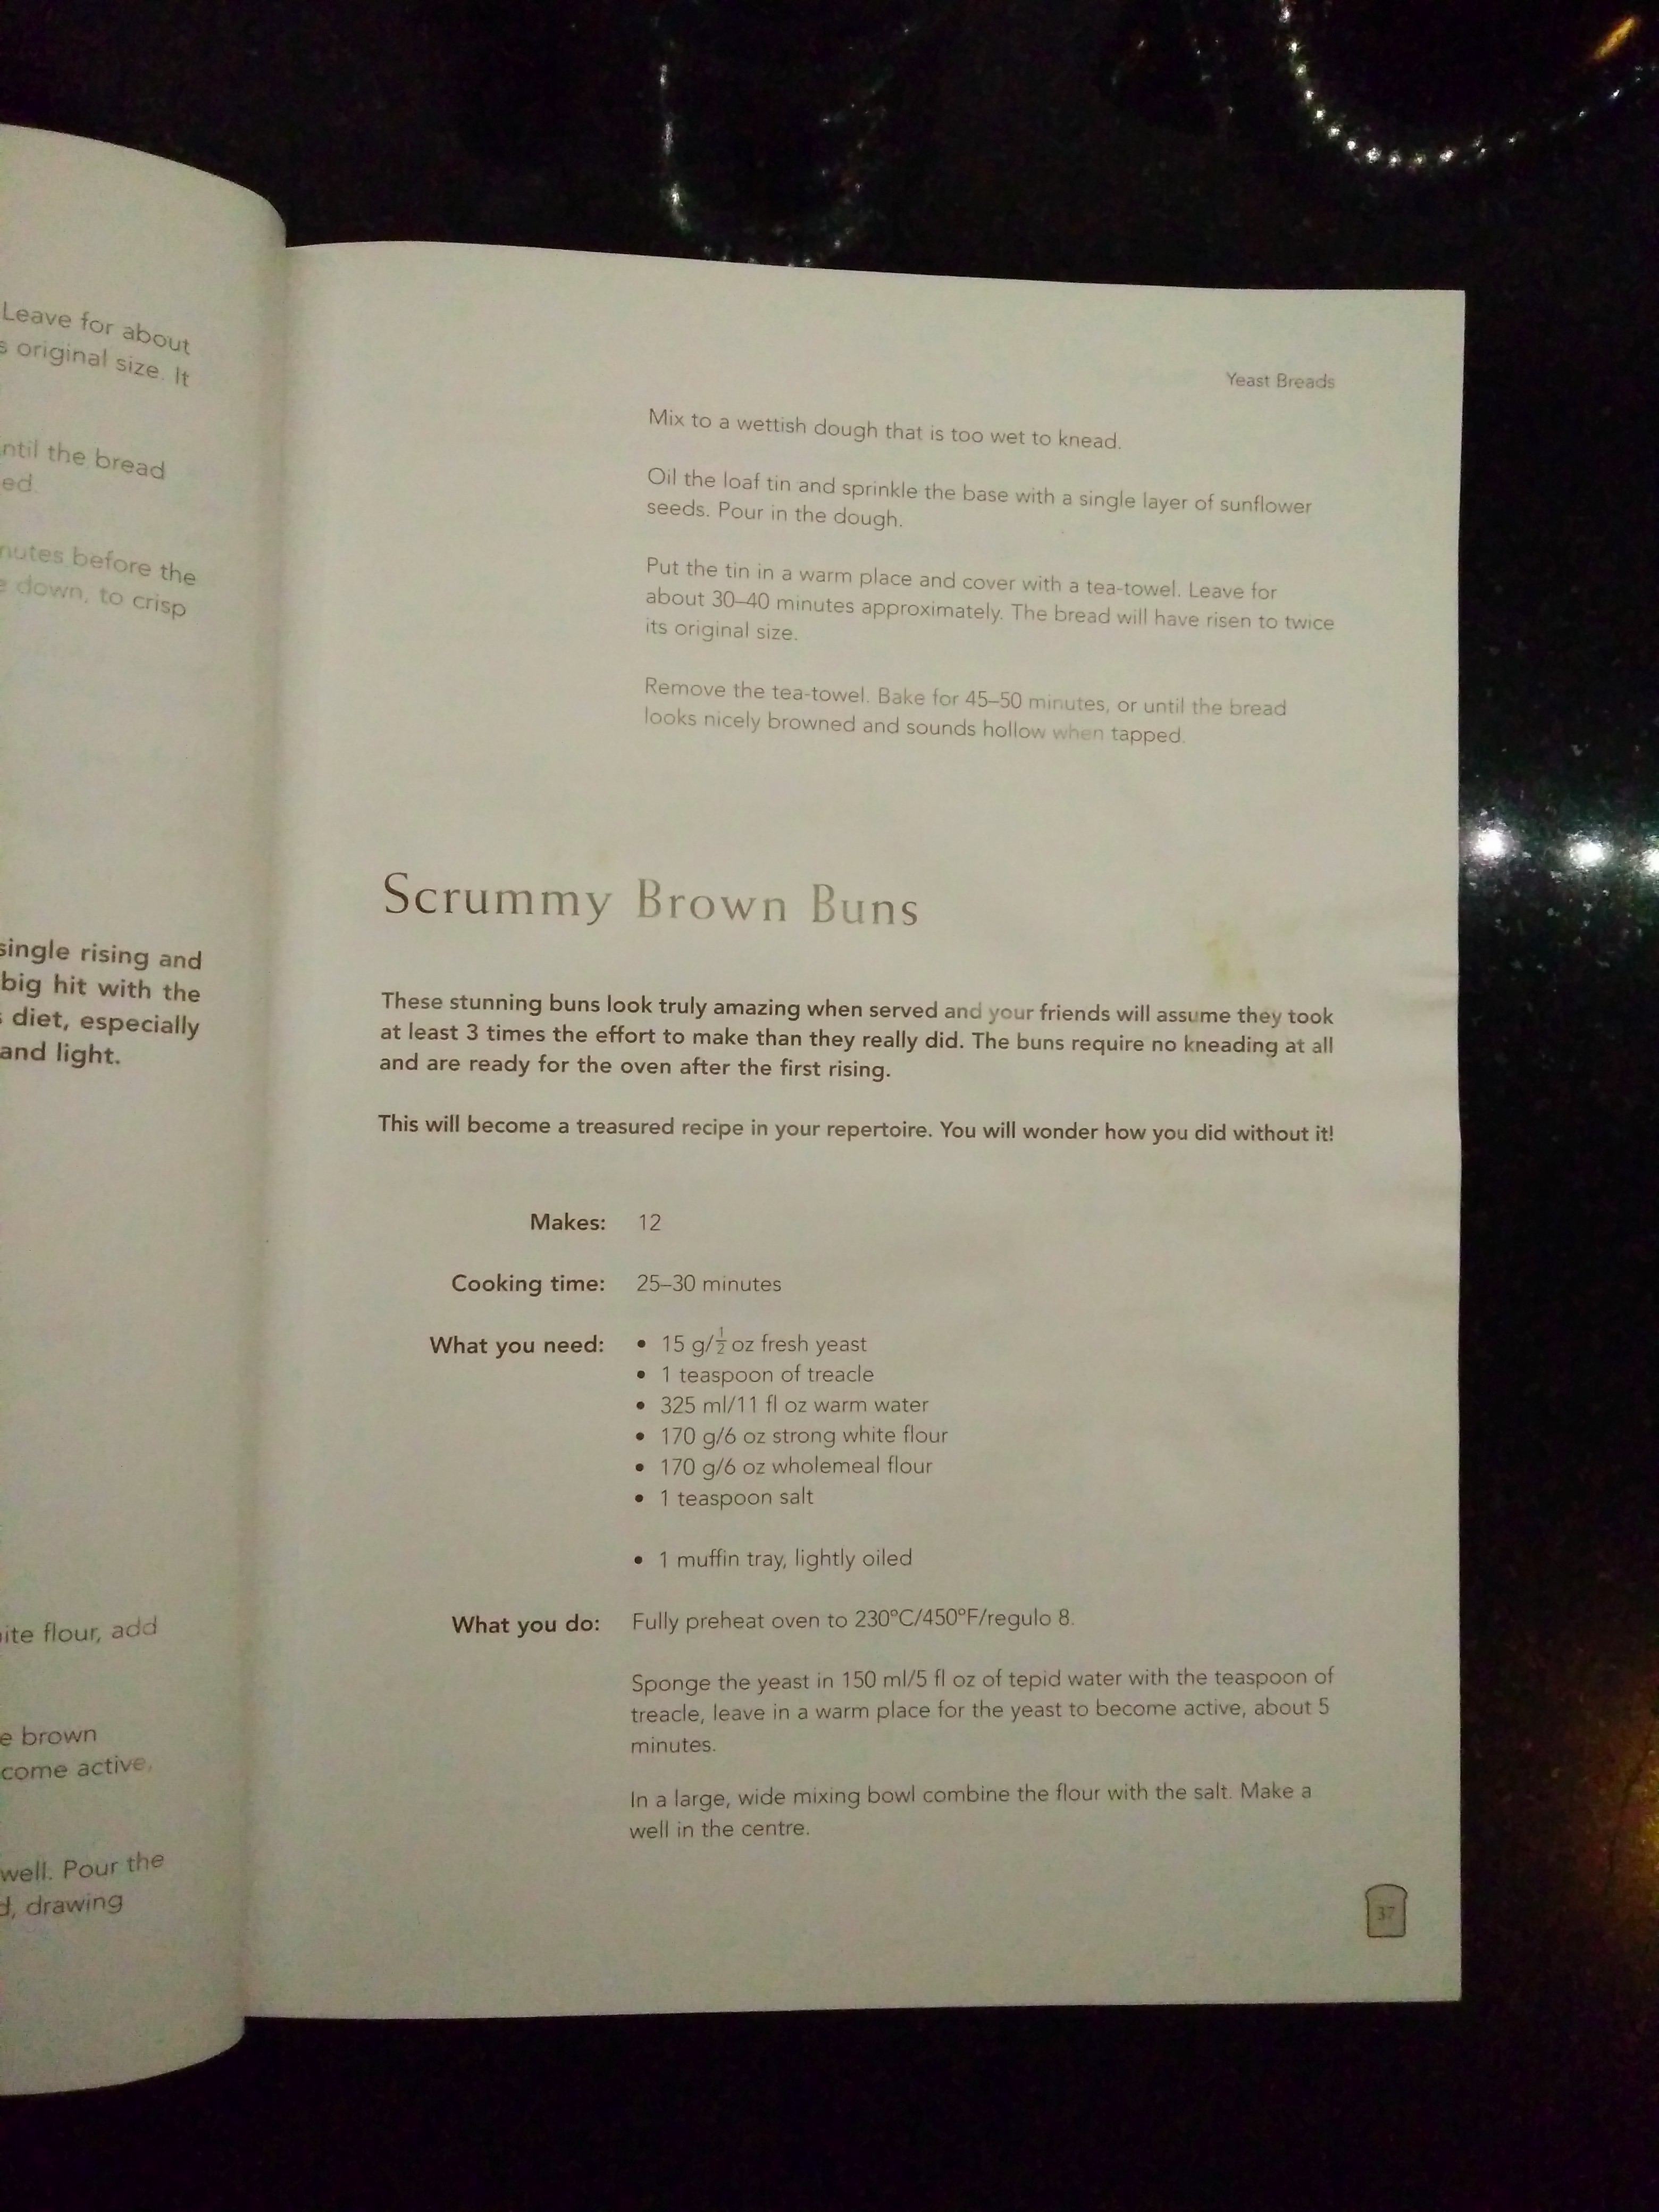 Leave for about
s original size. It
ntil the bread
ed.
nutes before the
e down, to crisp
single rising and
big hit with the
s diet, especially
and light.
ite flour, add
e brown
come active,
well. Pour the
d, drawing
Yeast Breads
Mix to a wettish dough that is too wet to knead.
Oil the loaf tin and sprinkle the base with a single layer of sunflower
seeds. Pour in the dough.
Put the tin in a warm place and cover with a tea-towel. Leave for
about 30–40 minutes approximately. The bread will have risen to twice
its original size.
Remove the tea-towel. Bake for 45–50 minutes, or until the bread
looks nicely browned and sounds hollow when tapped.
Scrummy Brown Buns
These stunning buns look truly amazing when served and your friends will assume they took
at least 3 times the effort to make than they really did. The buns require no kneading at all
and are ready for the oven after the first rising.
This will become a treasured recipe in your repertoire. You will wonder how you did without it!
Makes: 12
Cooking time: 25–30 minutes
What you need: • 15 g/½ oz fresh yeast
• 1 teaspoon of treacle
• 325 ml/11 fl oz warm water
• 170 g/6 oz strong white flour
• 170 g/6 oz wholemeal flour
• 1 teaspoon salt
• 1 muffin tray, lightly oiled
What you do: Fully preheat oven to 230°C/450°F/regulo 8.
Sponge the yeast in 150 ml/5 fl oz of tepid water with the teaspoon of
treacle, leave in a warm place for the yeast to become active, about 5
minutes.
In a large, wide mixing bowl combine the flour with the salt. Make a
well in the centre.
37